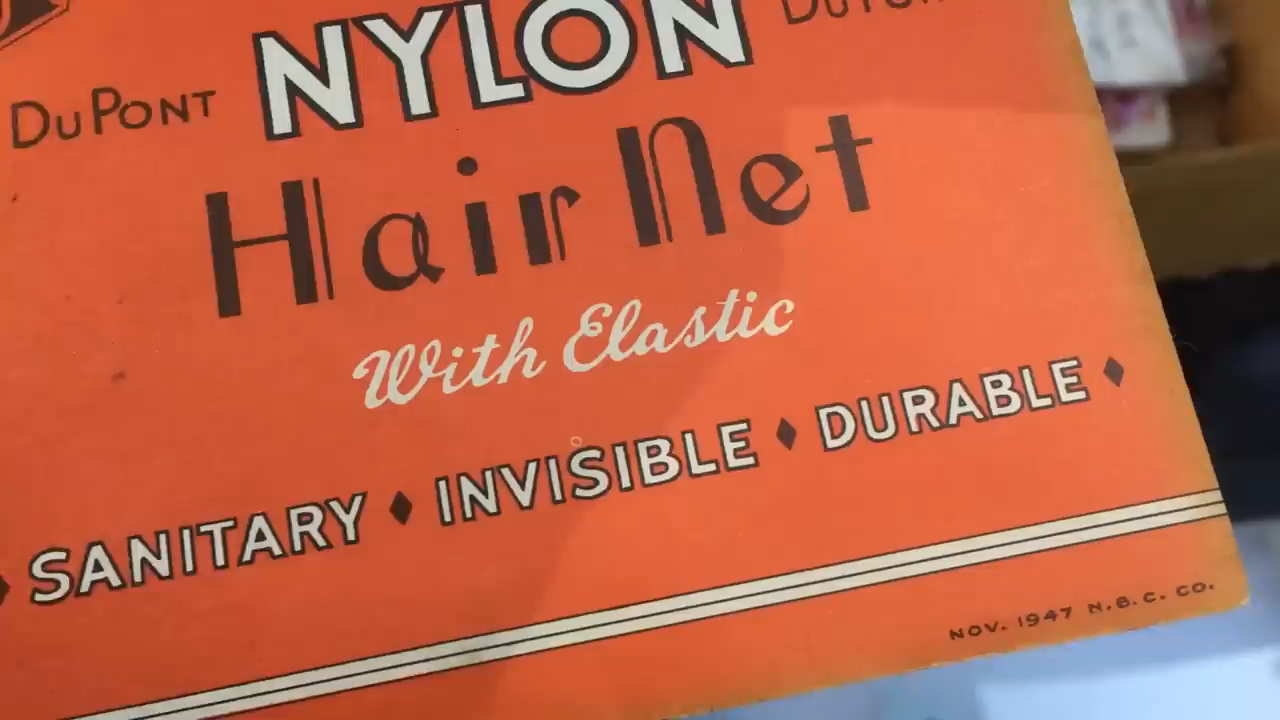 DUPONT NYLON DUPONT
Hair Net
With Elastic
SANITARY ♦ INVISIBLE ♦ DURABLE ♦
NOV. 1947 N.B.C. CO.